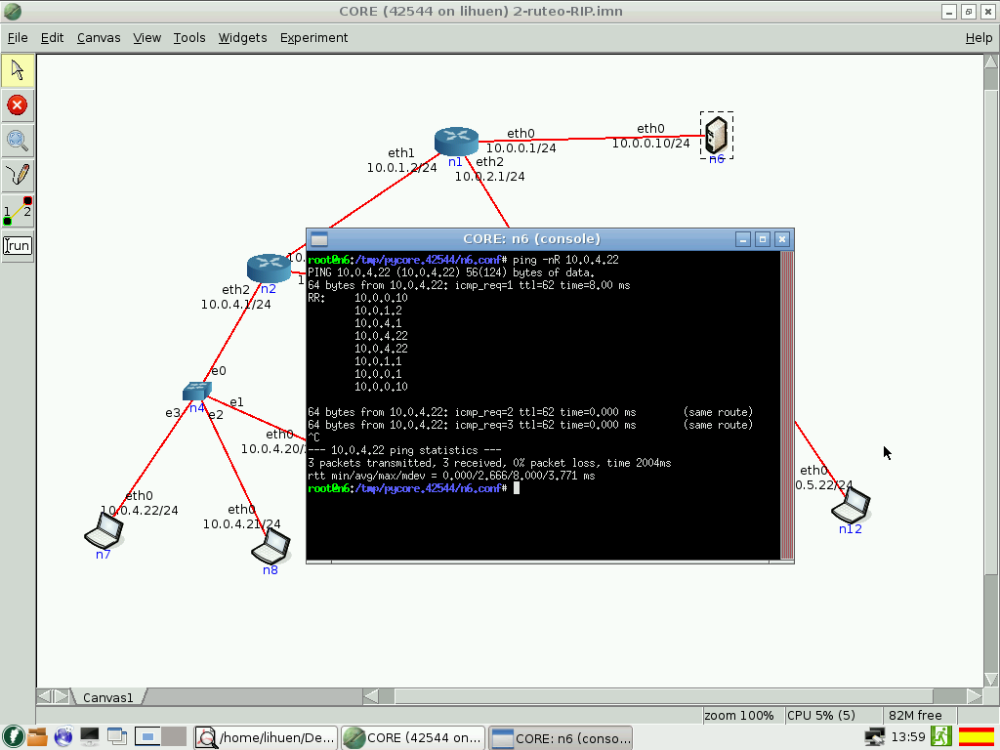 CORE (42544 on lihuen) 2-ruteo-RIP.imn
File Edit Canvas View Tools Widgets Experiment Help
eth0
10.0.0.1/24
eth0
10.0.0.10/24
n6
eth1
10.0.1.2/24
n1
eth2
10.0.2.1/24
1 2
run
CORE: n6 (console)
root@n6:/tmp/pycore.42544/n6.conf# ping -nR 10.0.4.22
PING 10.0.4.22 (10.0.4.22) 56(124) bytes of data.
64 bytes from 10.0.4.22: icmp_req=1 ttl=62 time=8.00 ms
RR: 10.0.0.10
10.0.1.2
10.0.4.1
10.0.4.22
10.0.4.22
10.0.1.1
10.0.0.1
10.0.0.10
64 bytes from 10.0.4.22: icmp_req=2 ttl=62 time=0.000 ms (same route)
64 bytes from 10.0.4.22: icmp_req=3 ttl=62 time=0.000 ms (same route)
^C
--- 10.0.4.22 ping statistics ---
3 packets transmitted, 3 received, 0% packet loss, time 2004ms
rtt min/avg/max/mdev = 0.000/2.666/8.000/3.771 ms
root@n6:/tmp/pycore.42544/n6.conf#
10.
1
n2
eth2
10.0.4.1/24
e0
n4
e1
e3
e2
eth0
10.0.4.20/
eth0
10.0.4.22/24
n7
eth0
10.0.4.21/24
n8
eth0
0.5.22/24
n12
Canvas1
zoom 100% CPU 5% (5) 82M free
/home/lihuen/De... CORE (42544 on... CORE: n6 (conso... 13:59